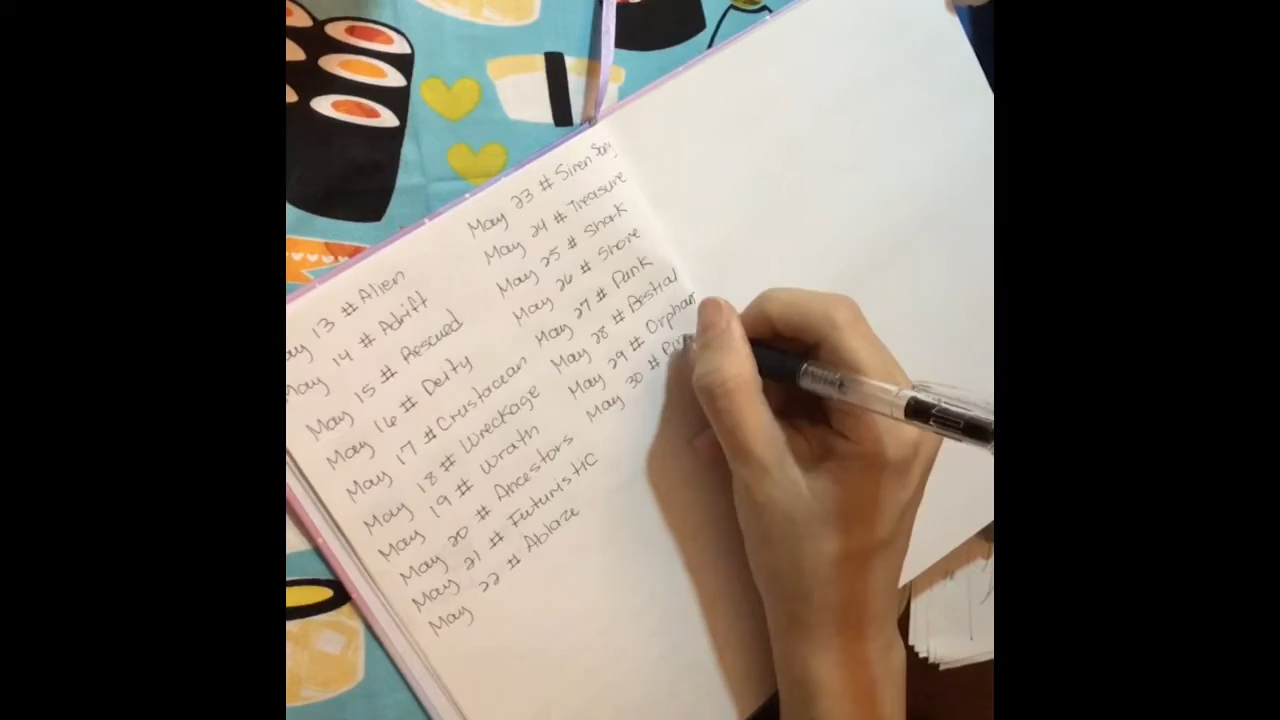 May 13 # Alien
May 14 # Adrift
May 15 # Rescued
May 16 # Deity
May 17 # Crustacean
May 18 # Wreckage
May 19 # Wrath
May 20 # Ancestors
May 21 # Futuristic
May 22 # Ablaze
May 23 # Siren Song
May 24 # Treasure
May 25 # Shark
May 26 # Shore
May 27 # Punk
May 28 # Bestial
May 29 # Orphan
May 30 #